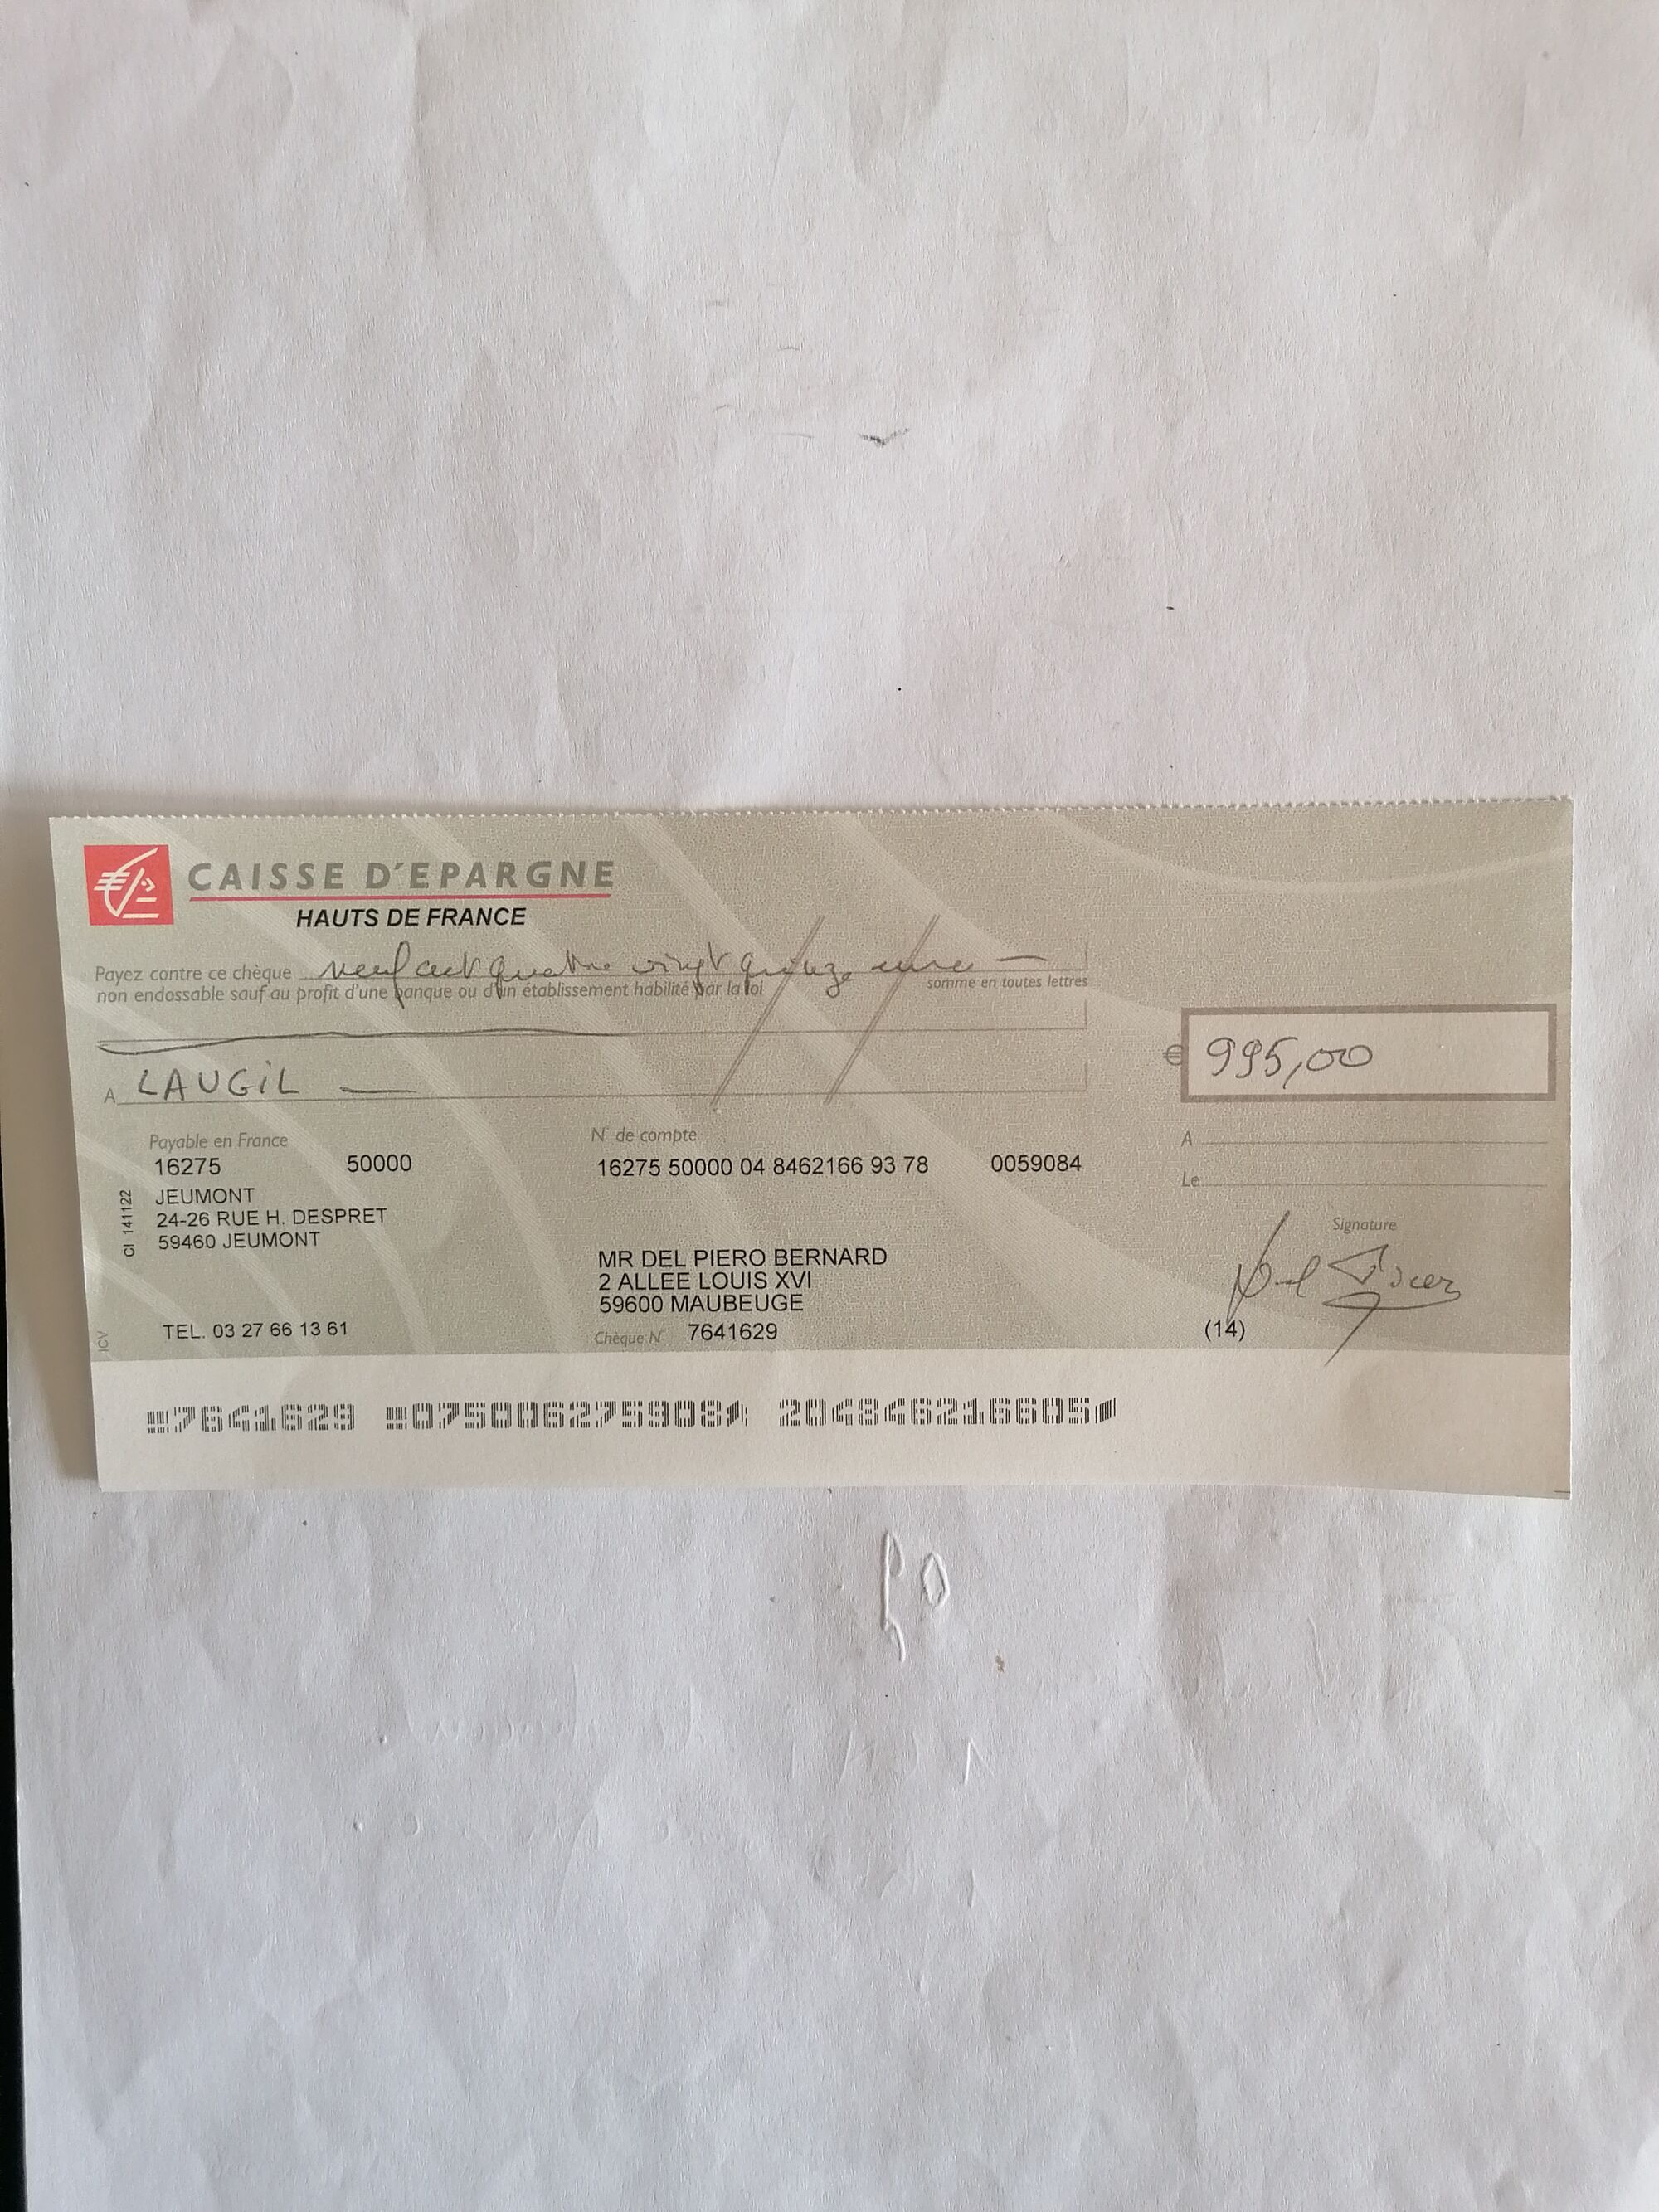 CAISSE D'EPARGNE
HAUTS DE FRANCE
Payez contre ce chèque neuf cent quatre vingt quinze euros
non endossable sauf au profit d'une banque ou d'un établissement habilité par la loi somme en toutes lettres
€ 995,00
A LAUGIL
Payable en France N° de compte A
16275 50000 16275 50000 04 8462166 93 78 0059084
Le
JEUMONT
24-26 RUE H. DESPRET
59460 JEUMONT
CI 141122
Signature
MR DEL PIERO BERNARD
2 ALLEE LOUIS XVI
59600 MAUBEUGE
TEL. 03 27 66 13 61 Chèque N° 7641629 (14)
ICV
7641629 075006275908 204846216605